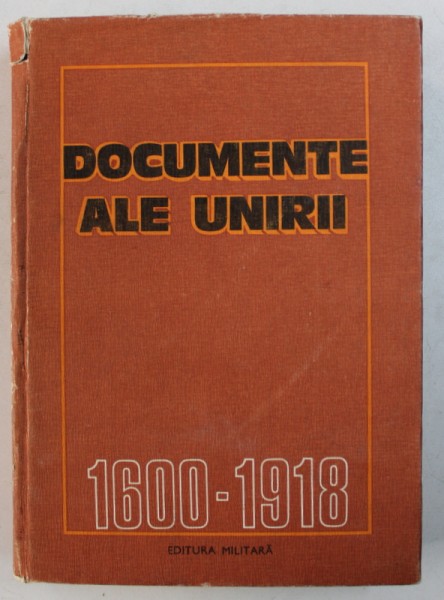 DOCUMENTE
ALE UNIRII
1600-1918
EDITURA MILITARĂ